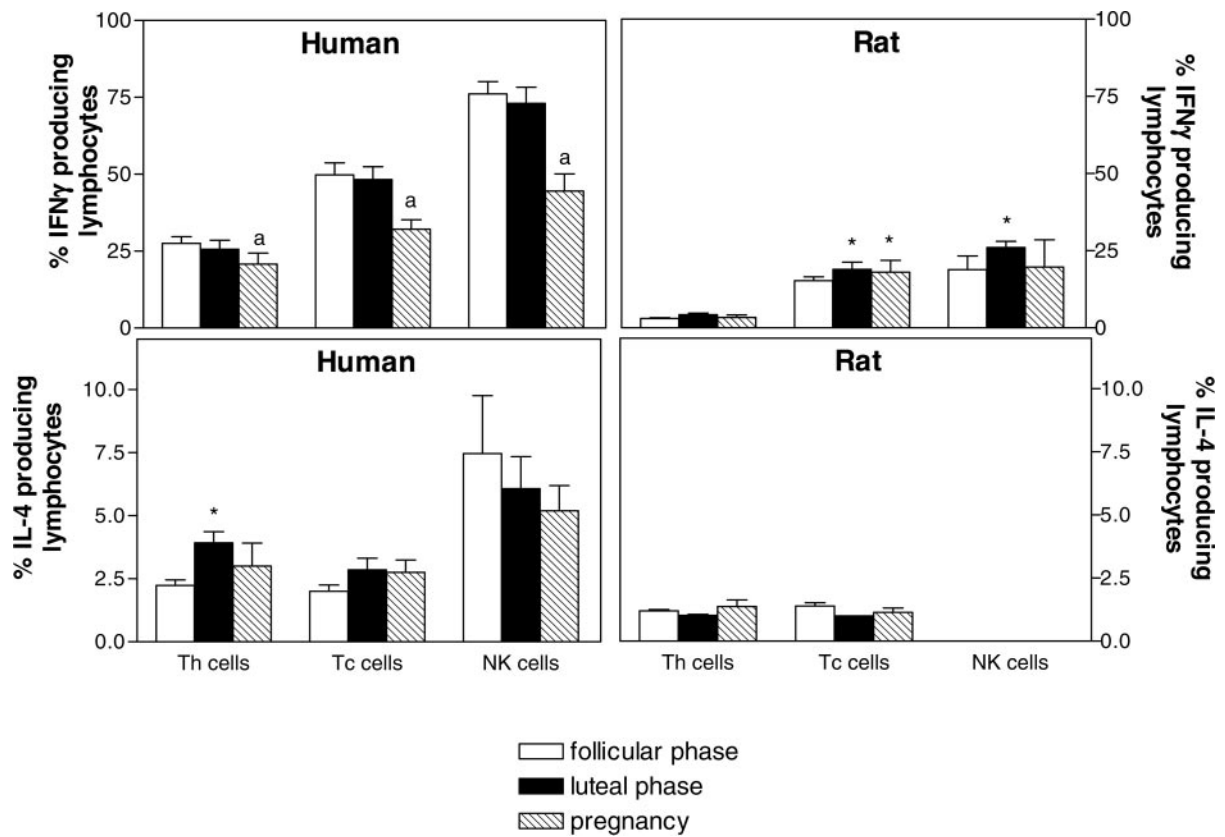 Human
% IFNγ producing
lymphocytes
100
75
50
25
0
a
a
a
Rat
% IFNγ producing
lymphocytes
100
75
50
25
0
*
*
*
Human
% IL-4 producing
lymphocytes
10.0
7.5
5.0
2.5
0.0
*
Th cells
Tc cells
NK cells
Rat
% IL-4 producing
lymphocytes
10.0
7.5
5.0
2.5
0.0
Th cells
Tc cells
NK cells
follicular phase
luteal phase
pregnancy